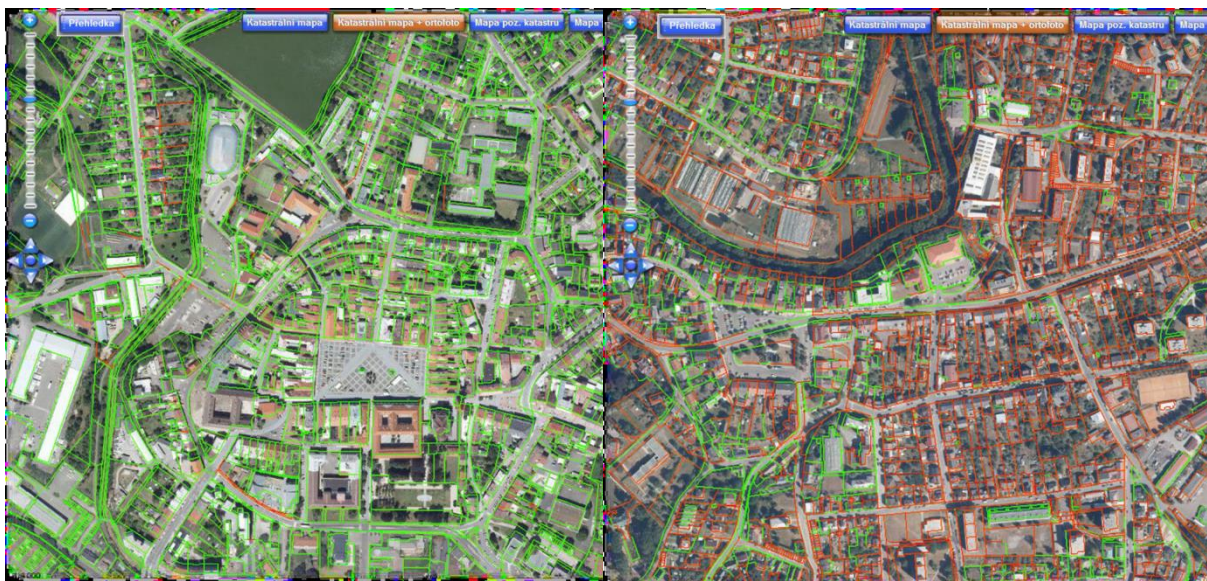 Přehledka
Katastrální mapa
Katastrální mapa + ortofoto
Mapa poz. katastru
Mapa
Přehledka
Katastrální mapa
Katastrální mapa + ortofoto
Mapa poz. katastru
Mapa